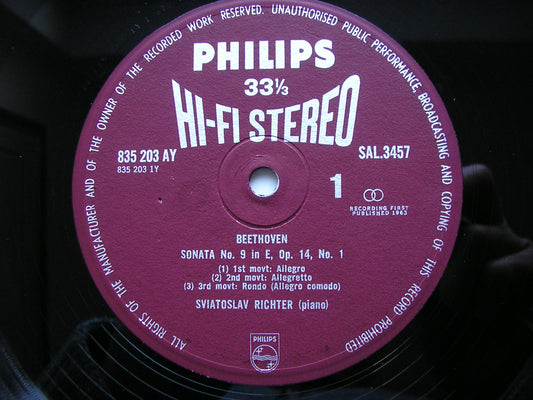 ALL RIGHTS OF THE MANUFACTURER AND OF THE OWNER OF THE RECORDED WORK RESERVED. UNAUTHORISED PUBLIC PERFORMANCE, BROADCASTING AND COPYING OF THIS RECORD PROHIBITED
PHILIPS
33⅓
HI-FI STEREO
835 203 AY
835 203 1Y
SAL.3457
1
RECORDING FIRST
PUBLISHED 1963
BEETHOVEN
SONATA No. 9 in E, Op. 14, No. 1
(1) 1st movt: Allegro
(2) 2nd movt: Allegretto
(3) 3rd movt: Rondo (Allegro comodo)
SVIATOSLAV RICHTER (piano)
PHILIPS